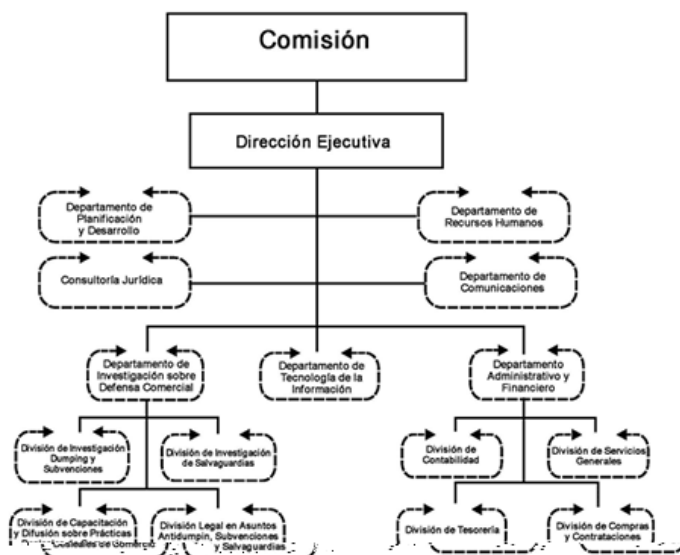 Comisión
Dirección Ejecutiva
Departamento de
Planificación
y Desarrollo
Departamento de
Recursos Humanos
Consultoría Jurídica
Departamento de
Comunicaciones
Departamento de
Investigación sobre
Defensa Comercial
Departamento de
Tecnología de la
Información
Departamento
Administrativo y
Financiero
División de Investigación
Dumping y
Subvenciones
División de Investigación
de Salvaguardias
División de
Contabilidad
División de Servicios
Generales
División de Capacitación
y Difusión sobre Prácticas
de Comercio
División Legal en Asuntos
Antidumpin, Subvenciones
y Salvaguardias
División de Tesorería
División de Compras
y Contrataciones